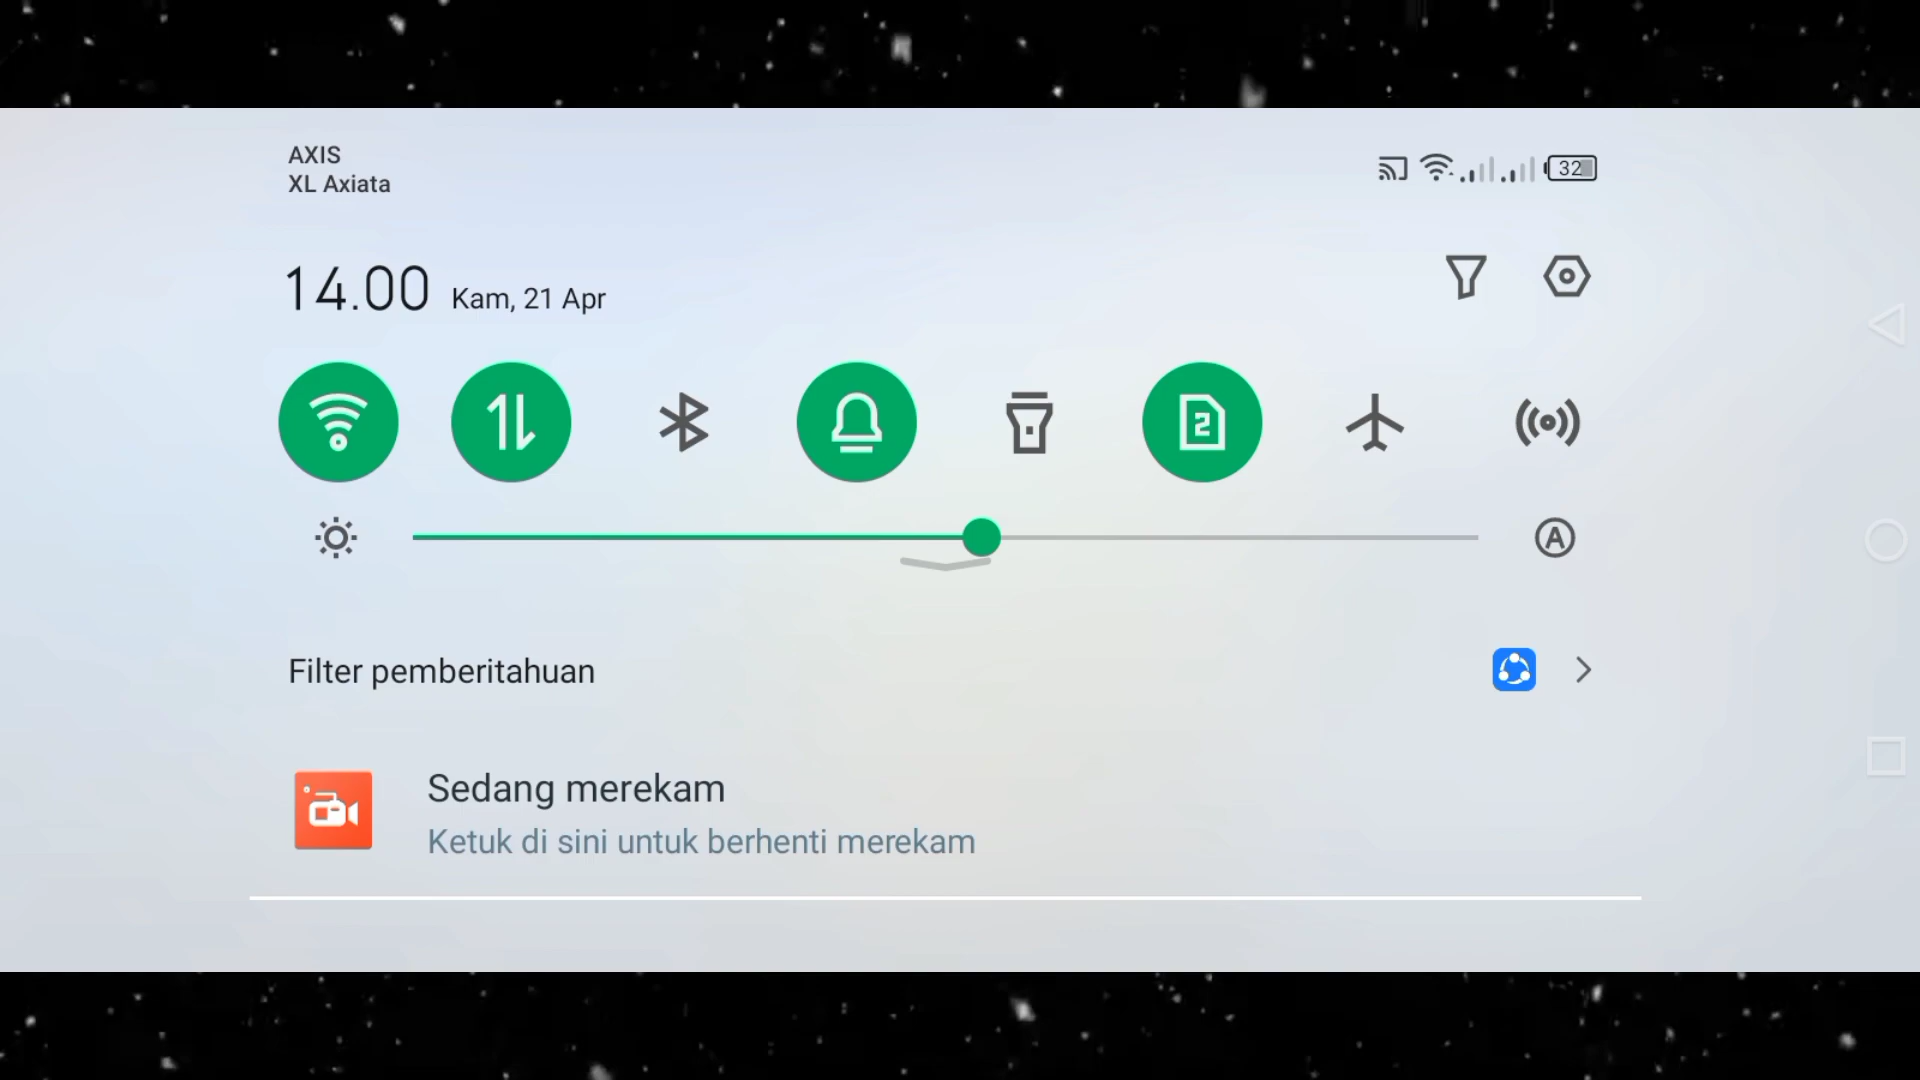 AXIS
XL Axiata
32
14.00 Kam, 21 Apr
2
A
Filter pemberitahuan
Sedang merekam
Ketuk di sini untuk berhenti merekam